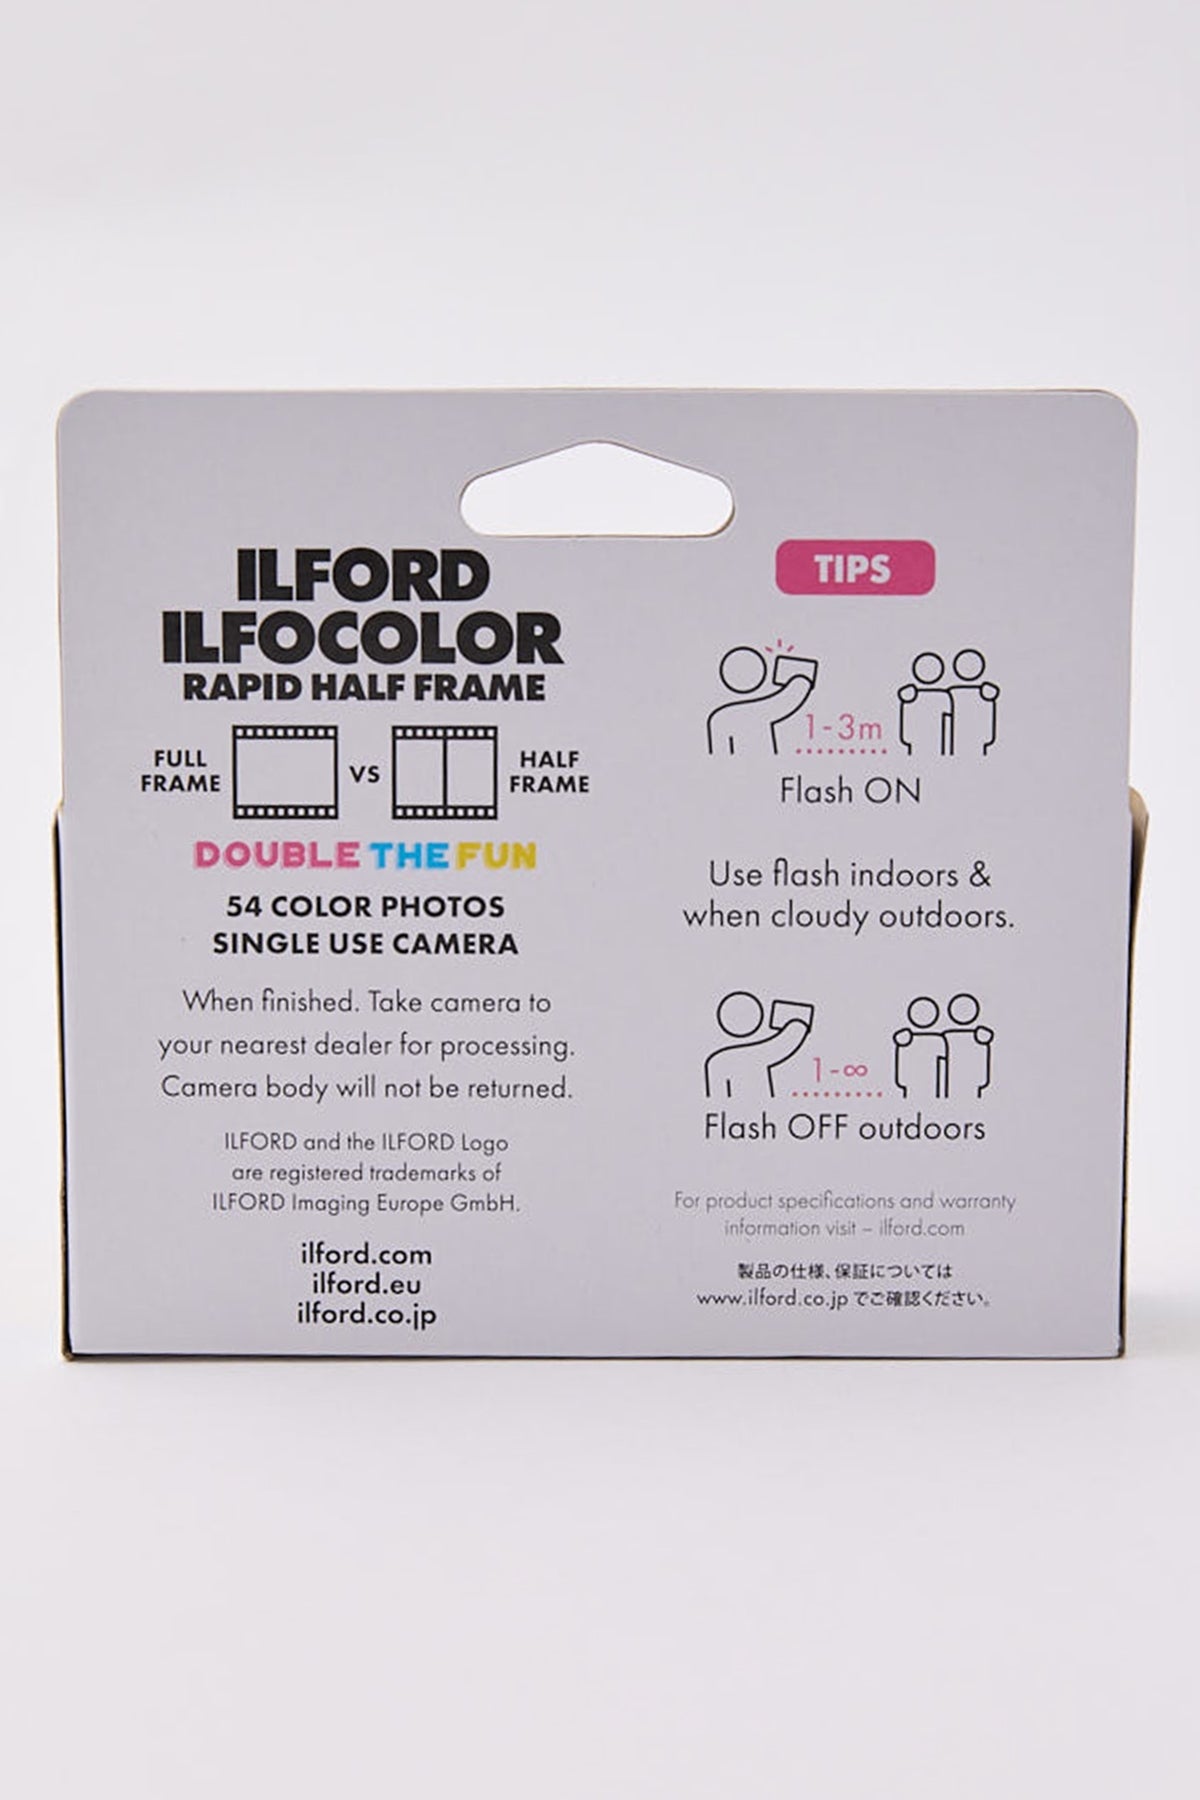 ILFORD
ILFOCOLOR
RAPID HALF FRAME
FULL
FRAME
VS
HALF
FRAME
DOUBLE THE FUN
54 COLOR PHOTOS
SINGLE USE CAMERA
When finished. Take camera to
your nearest dealer for processing.
Camera body will not be returned.
ILFORD and the ILFORD Logo
are registered trademarks of
ILFORD Imaging Europe GmbH.
ilford.com
ilford.eu
ilford.co.jp
TIPS
1-3m
Flash ON
Use flash indoors &
when cloudy outdoors.
1-∞
Flash OFF outdoors
For product specifications and warranty
information visit – ilford.com
製品の仕様、保証については
www.ilford.co.jp でご確認ください。